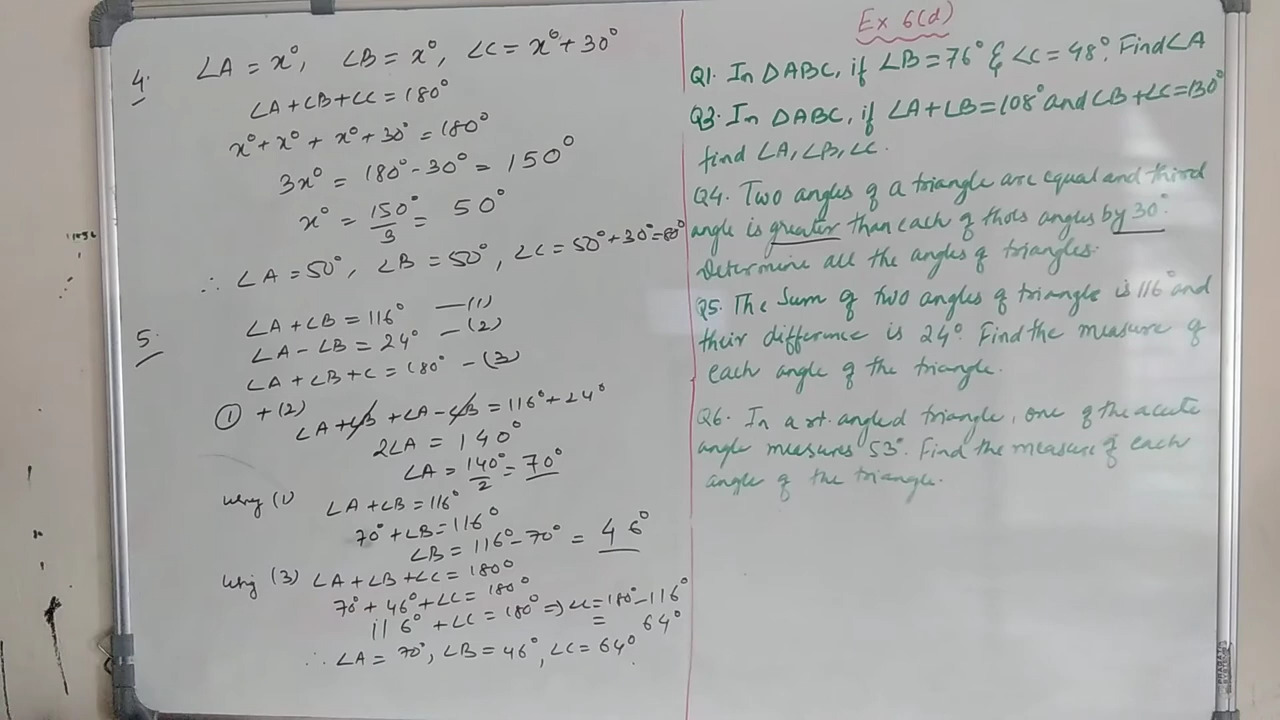 4. ∠A = x°, ∠B = x°, ∠C = x° + 30°
∠A + ∠B + ∠C = 180°
x° + x° + x° + 30° = 180°
3x° = 180° - 30° = 150°
x° = 150°/3 = 50°
∴ ∠A = 50°, ∠B = 50°, ∠C = 50° + 30° = 80°
5. ∠A + ∠B = 116° —(1)
∠A - ∠B = 24° —(2)
∠A + ∠B + C = 180° —(3)
① + (2)
∠A + ∠B + ∠A - ∠B = 116° + 24°
2∠A = 140°
∠A = 140°/2 = 70°
Using (1) ∠A + ∠B = 116°
70° + ∠B = 116°
∠B = 116° - 70° = 46°
Using (3) ∠A + ∠B + ∠C = 180°
70° + 46° + ∠C = 180°
116° + ∠C = 180° ⇒ ∠C = 180° - 116°
= 64°
∴ ∠A = 70°, ∠B = 46°, ∠C = 64°
Ex 6(d)
Q1. In ΔABC, if ∠B = 76° & ∠C = 48°. Find ∠A
Q3. In ΔABC, if ∠A + ∠B = 108° and ∠B + ∠C = 130°
find ∠A, ∠B, ∠C.
Q4. Two angles of a triangle are equal and third
angle is greater than each of thots angles by 30°.
Determine all the angles of triangles.
Q5. The Sum of two angles of triangle is 116° and
their difference is 24°. Find the measure of
each angle of the triangle.
Q6. In a rt. angled triangle, one of the acute
angle measures 53°. Find the measure of each
angle of the triangle.